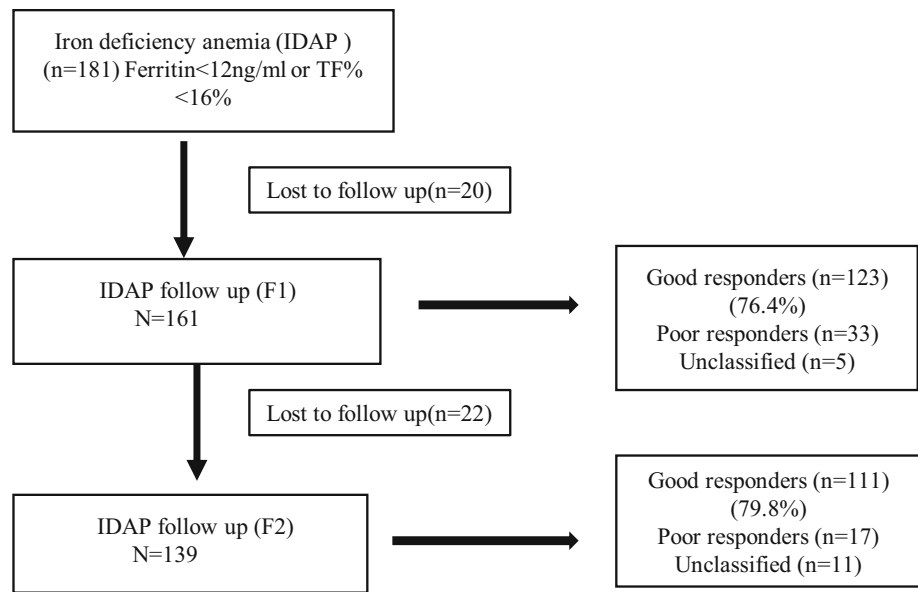 Iron deficiency anemia (IDAP )
(n=181) Ferritin<12ng/ml or TF%
<16%
Lost to follow up(n=20)
IDAP follow up (F1)
N=161
Good responders (n=123)
(76.4%)
Poor responders (n=33)
Unclassified (n=5)
Lost to follow up(n=22)
IDAP follow up (F2)
N=139
Good responders (n=111)
(79.8%)
Poor responders (n=17)
Unclassified (n=11)